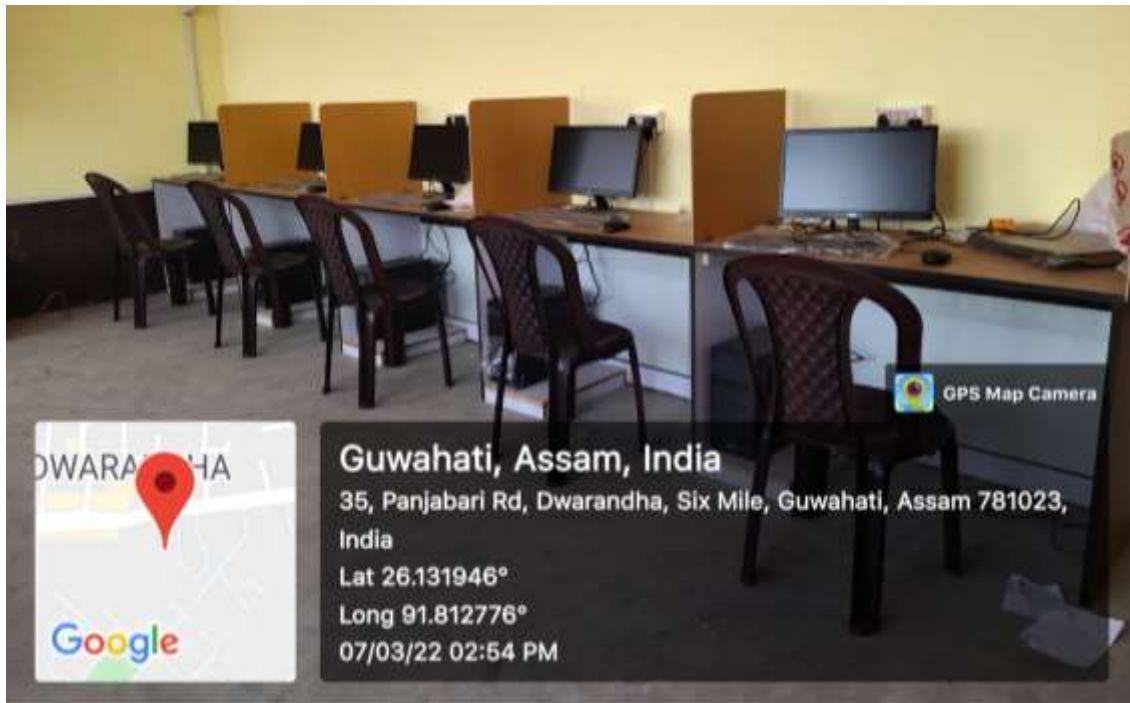 GPS Map Camera
Guwahati, Assam, India
35, Panjabari Rd, Dwarandha, Six Mile, Guwahati, Assam 781023,
India
Lat 26.131946°
Long 91.812776°
07/03/22 02:54 PM
Google